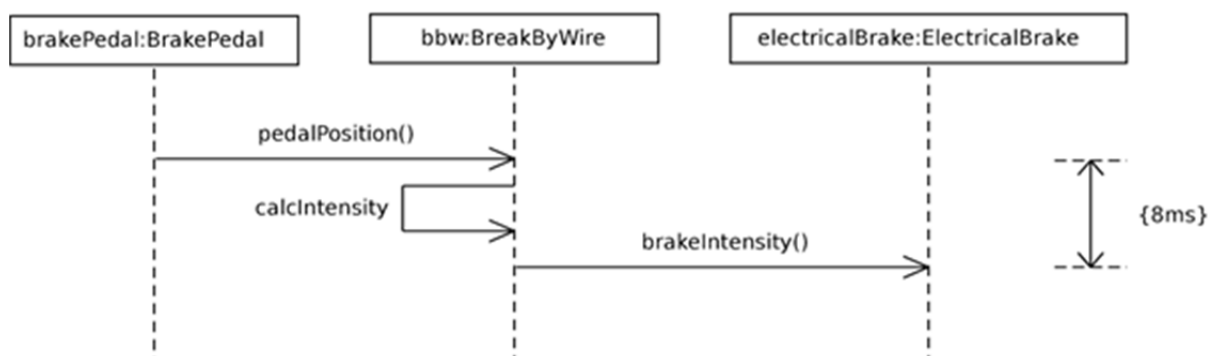 brakePedal:BrakePedal
bbw:BreakByWire
electricalBrake:ElectricalBrake
pedalPosition()
calcIntensity
{8ms}
brakeIntensity()